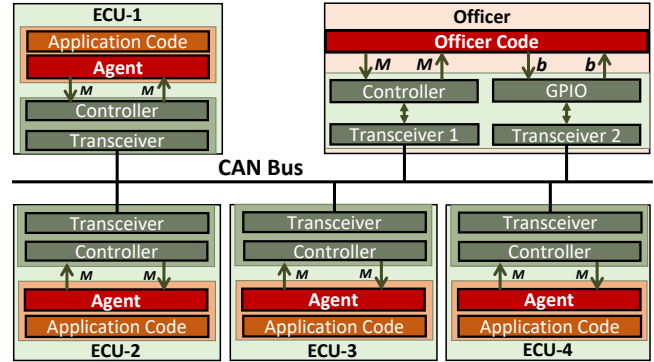 ECU-1
Application Code
Agent
M M
Controller
Transceiver
Officer
Officer Code
M M b b
Controller GPIO
Transceiver 1 Transceiver 2
CAN Bus
Transceiver
Controller
M M
Agent
Application Code
ECU-2
Transceiver
Controller
M M
Agent
Application Code
ECU-3
Transceiver
Controller
M M
Agent
Application Code
ECU-4